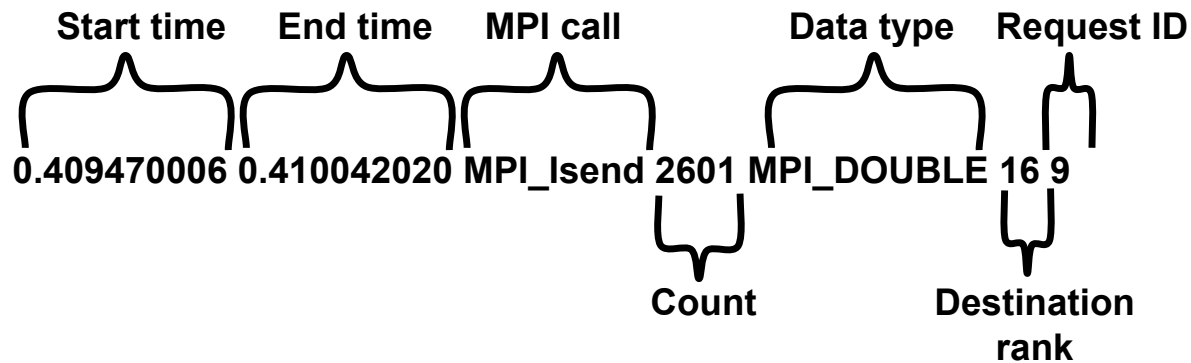 Start time End time MPI call Data type Request ID
0.409470006 0.410042020 MPI_Isend 2601 MPI_DOUBLE 16 9
Count Destination
rank